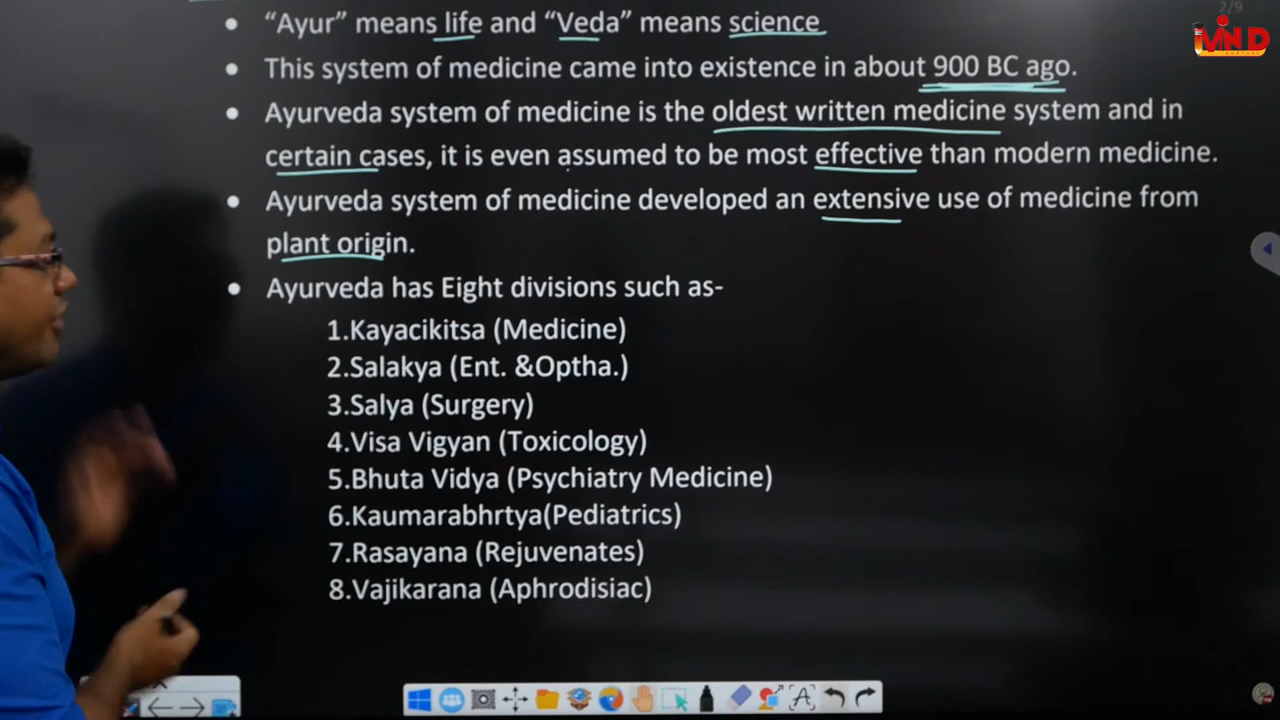 2/9
MIND
• “Ayur” means life and “Veda” means science
• This system of medicine came into existence in about 900 BC ago.
• Ayurveda system of medicine is the oldest written medicine system and in
certain cases, it is even assumed to be most effective than modern medicine.
• Ayurveda system of medicine developed an extensive use of medicine from
plant origin.
• Ayurveda has Eight divisions such as-
1.Kayacikitsa (Medicine)
2.Salakya (Ent. &Optha.)
3.Salya (Surgery)
4.Visa Vigyan (Toxicology)
5.Bhuta Vidya (Psychiatry Medicine)
6.Kaumarabhrtya(Pediatrics)
7.Rasayana (Rejuvenates)
8.Vajikarana (Aphrodisiac)